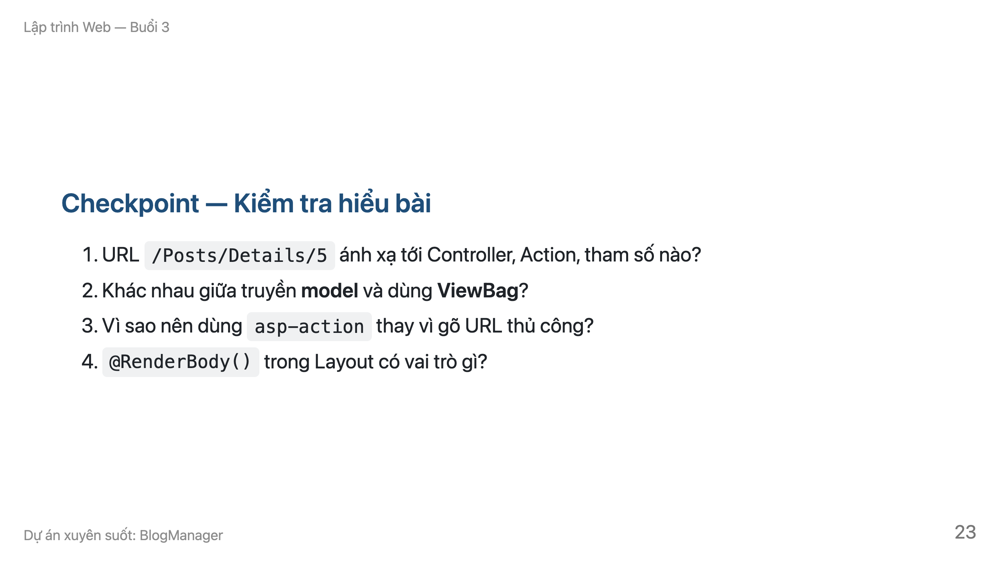 Lập trình Web — Buổi 3
Checkpoint — Kiểm tra hiểu bài
1. URL /Posts/Details/5 ánh xạ tới Controller, Action, tham số nào?
2. Khác nhau giữa truyền model và dùng ViewBag?
3. Vì sao nên dùng asp-action thay vì gõ URL thủ công?
4. @RenderBody() trong Layout có vai trò gì?
Dự án xuyên suốt: BlogManager
23